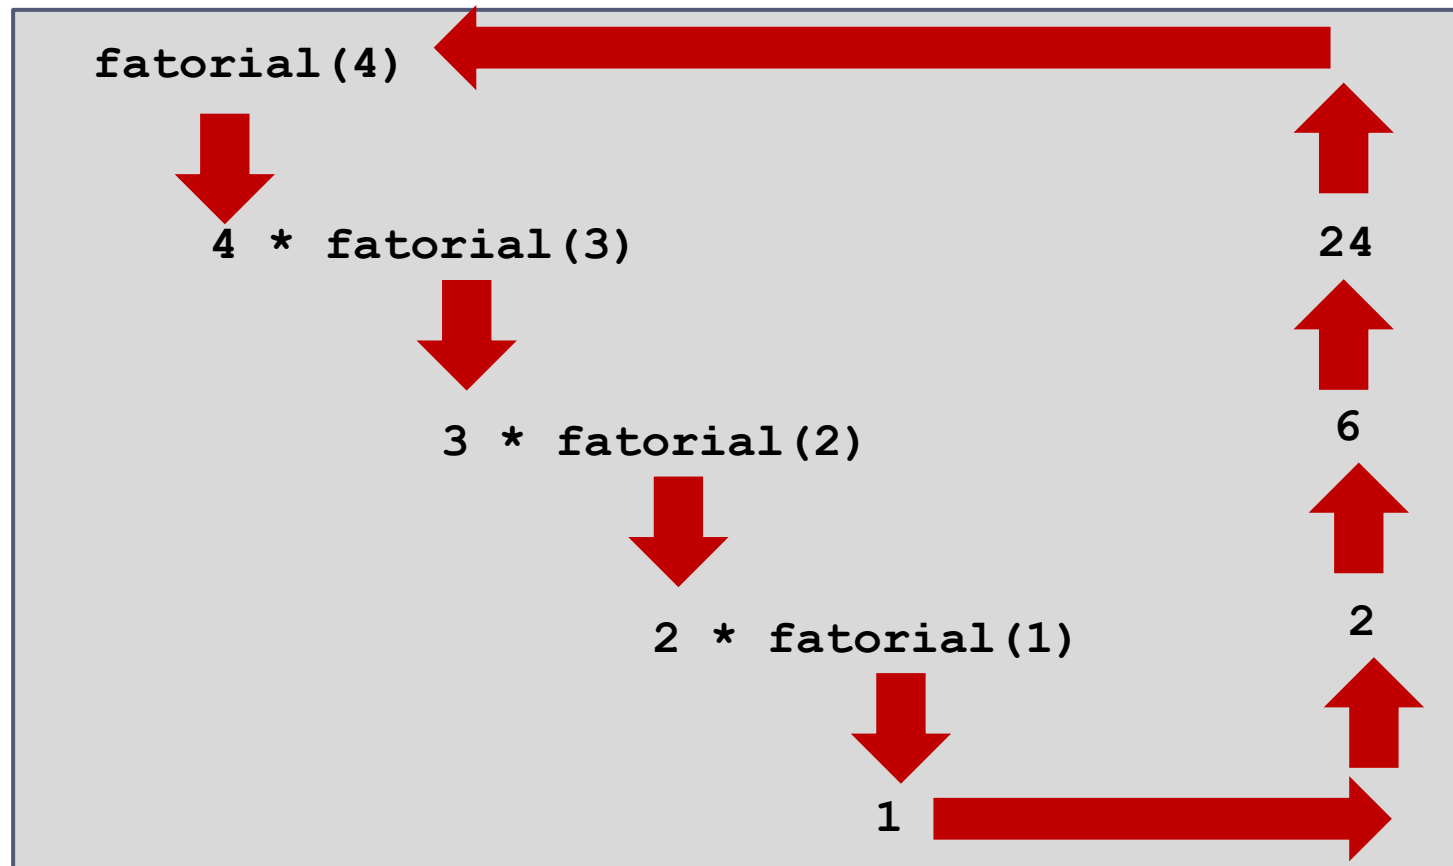 fatorial(4)
4 * fatorial(3)
24
3 * fatorial(2)
6
2 * fatorial(1)
2
1